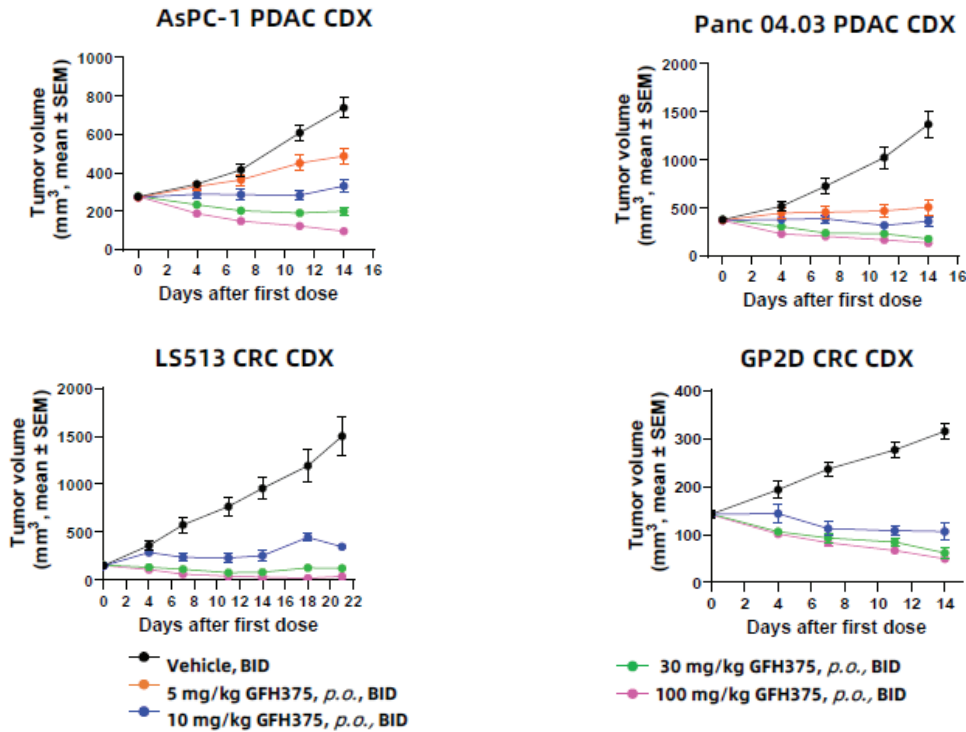 AsPC-1 PDAC CDX
Tumor volume
(mm³, mean ± SEM)
1000
800
600
400
200
0
0 2 4 6 8 10 12 14 16
Days after first dose
Panc 04.03 PDAC CDX
Tumor volume
(mm³, mean ± SEM)
2000
1500
1000
500
0
0 2 4 6 8 10 12 14 16
Days after first dose
LS513 CRC CDX
Tumor volume
(mm³, mean ± SEM)
2000
1500
1000
500
0
0 2 4 6 8 10 12 14 16 18 20 22
Days after first dose
GP2D CRC CDX
Tumor volume
(mm³, mean ± SEM)
400
300
200
100
0
0 2 4 6 8 10 12 14
Days after first dose
Vehicle, BID
5 mg/kg GFH375, p.o., BID
10 mg/kg GFH375, p.o., BID
30 mg/kg GFH375, p.o., BID
100 mg/kg GFH375, p.o., BID